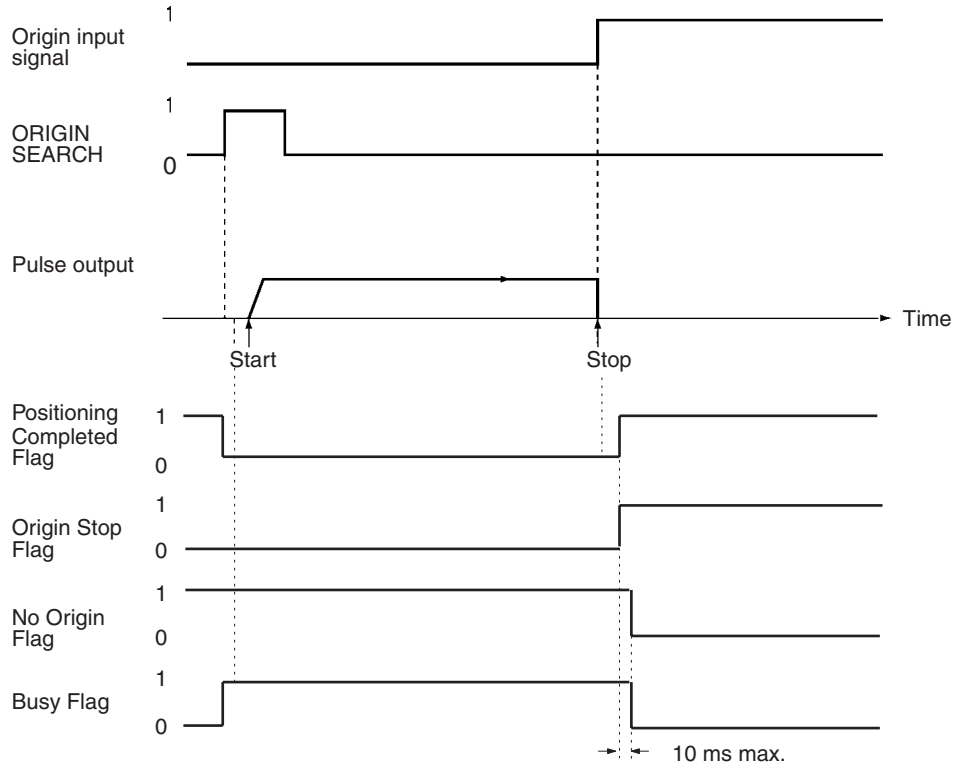 1
Origin input
signal
1
ORIGIN
SEARCH
0
Pulse output
Time
Start
Stop
Positioning
Completed
Flag
1
0
Origin Stop
Flag
1
0
No Origin
Flag
1
0
Busy Flag
1
0
10 ms max.